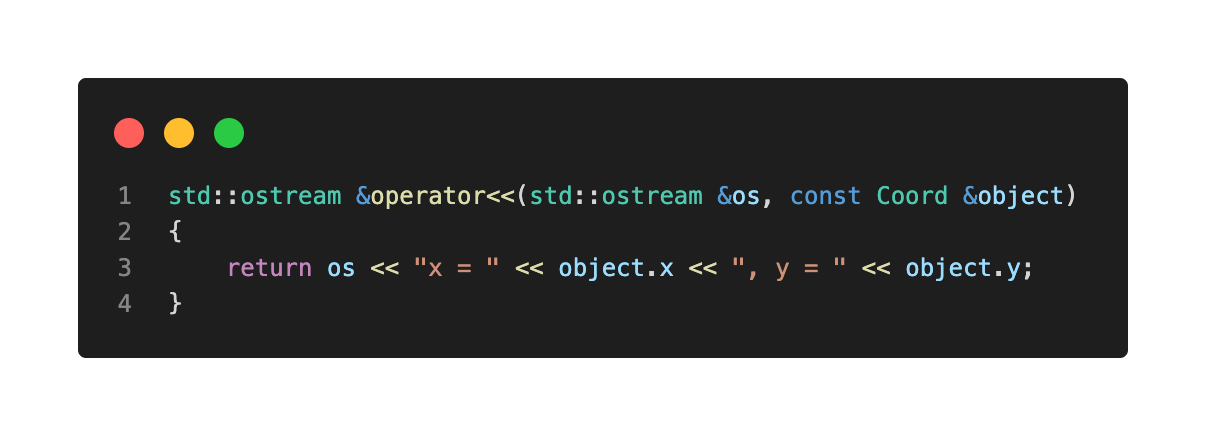 1 std::ostream &operator<<(std::ostream &os, const Coord &object)
2 {
3     return os << "x = " << object.x << ", y = " << object.y;
4 }